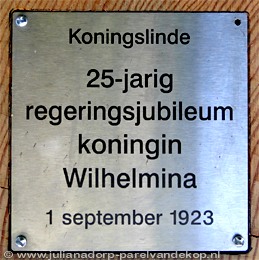 Koningslinde
25-jarig
regeringsjubileum
koningin
Wilhelmina
1 september 1923
© www.julianadorp-parelvandekop.nl